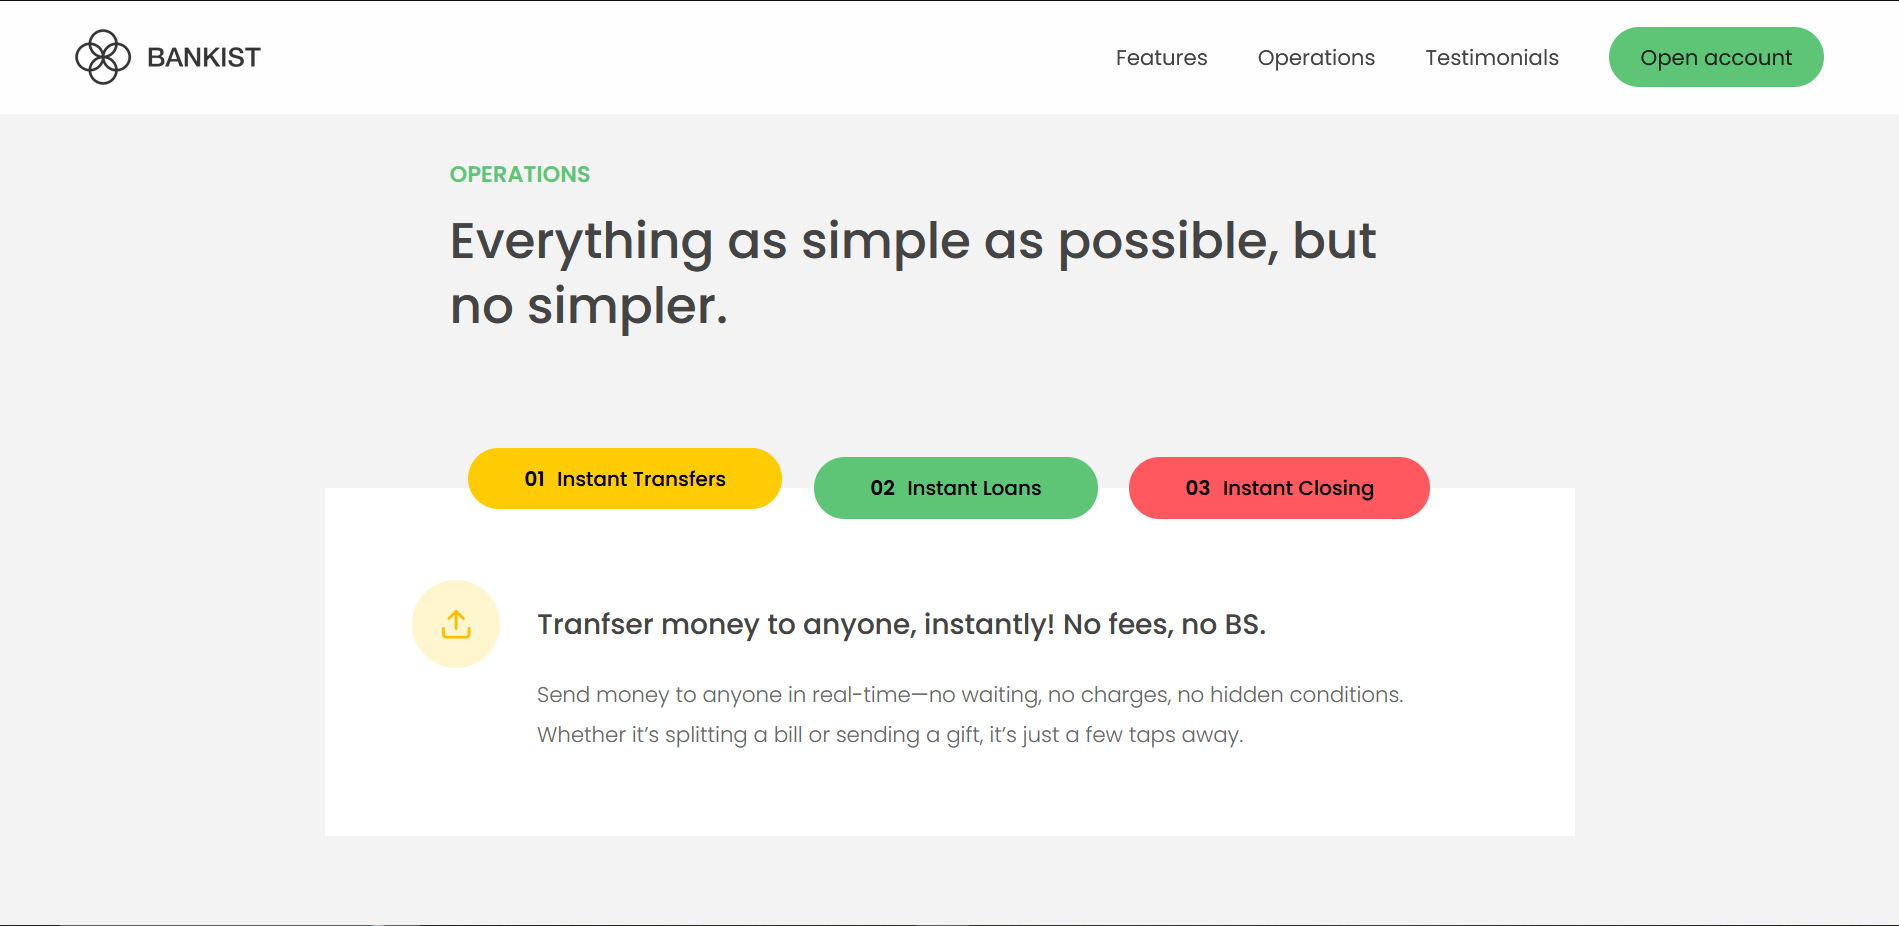 BANKIST
Features
Operations
Testimonials
Open account
OPERATIONS
Everything as simple as possible, but
no simpler.
01 Instant Transfers
02 Instant Loans
03 Instant Closing
Tranfser money to anyone, instantly! No fees, no BS.
Send money to anyone in real-time—no waiting, no charges, no hidden conditions.
Whether it’s splitting a bill or sending a gift, it’s just a few taps away.